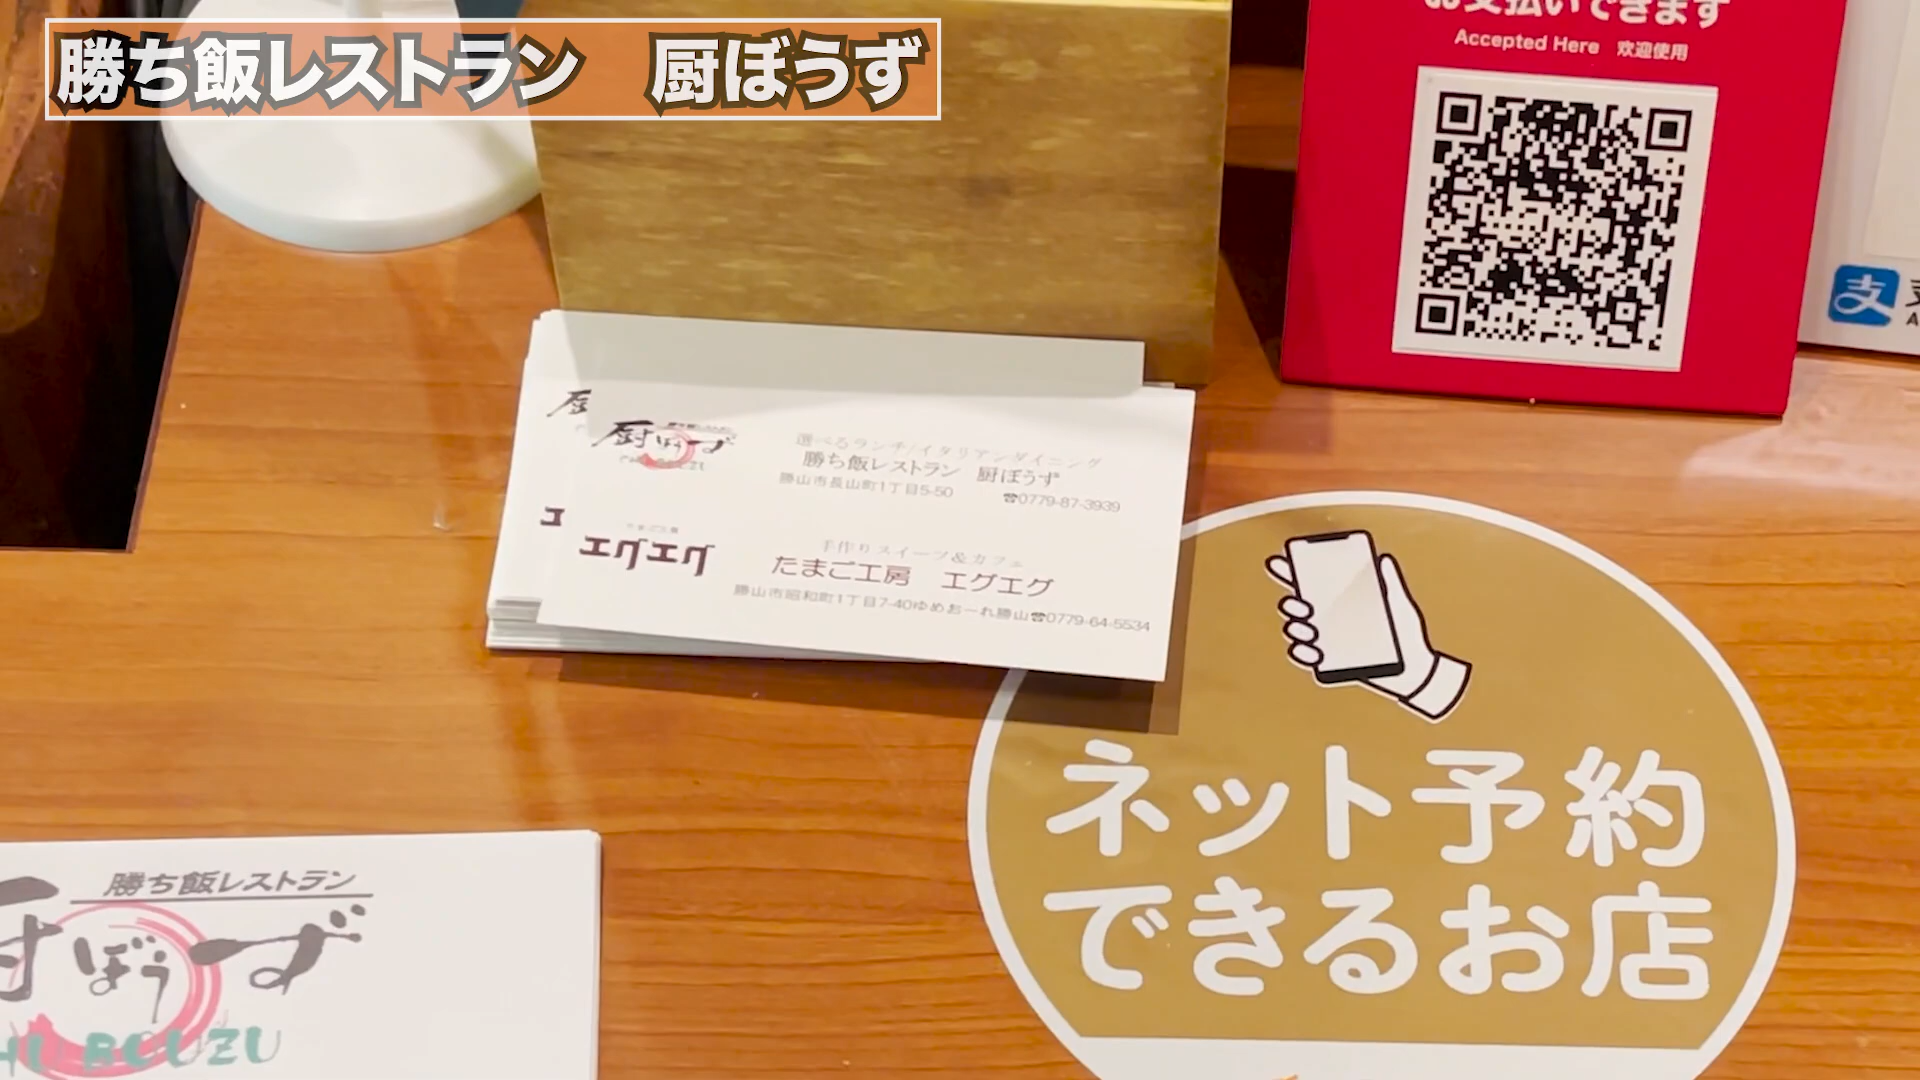 勝ち飯レストラン　厨ぼうず
お支払いできます
Accepted Here 欢迎使用
支
厨
厨ぼうず
選べるランチ/イタリアンダイニング
勝ち飯レストラン　厨ぼうず
勝山市長山町1丁目5-50 ☎0779-87-3939
エ
エグエグ
手作りスイーツ&カフェ
たまご工房　エグエグ
勝山市昭和町1丁目7-40ゆめおーれ勝山☎0779-64-5534
ネット予約
できるお店
勝ち飯レストラン
厨ぼうず
BOUZU